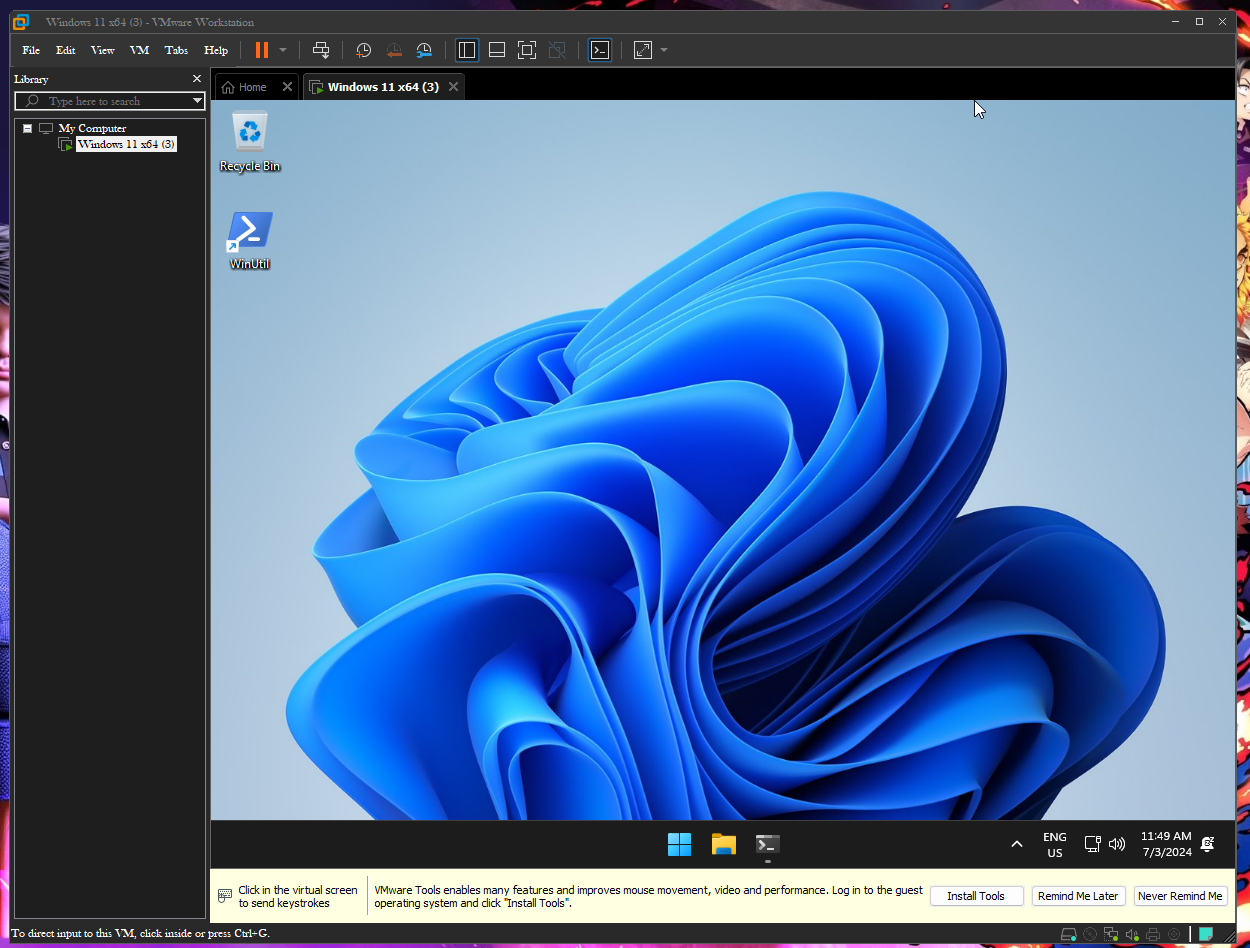 Windows 11 x64 (3) - VMware Workstation
File Edit View VM Tabs Help
Library
Home
Windows 11 x64 (3)
Type here to search
My Computer
Windows 11 x64 (3)
Recycle Bin
WinUtil
ENG
US
11:49 AM
7/3/2024
Click in the virtual screen
to send keystrokes
VMware Tools enables many features and improves mouse movement, video and performance. Log in to the guest
operating system and click "Install Tools".
Install Tools
Remind Me Later
Never Remind Me
To direct input to this VM, click inside or press Ctrl+G.